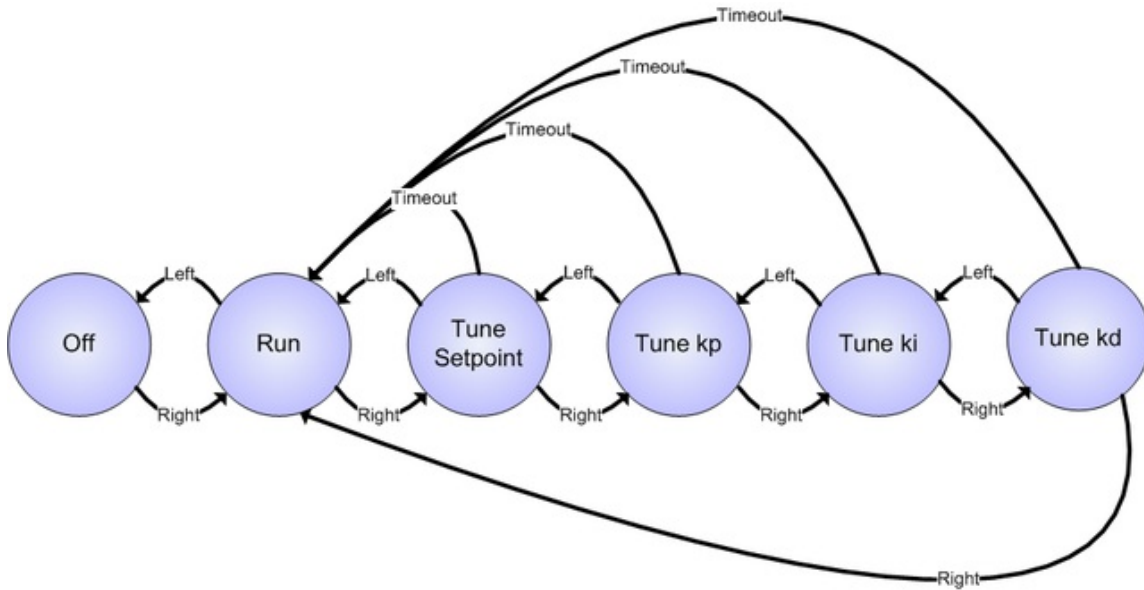 Timeout
Timeout
Timeout
Timeout
Left
Left
Left
Left
Left
Off
Run
Tune
Setpoint
Tune kp
Tune ki
Tune kd
Right
Right
Right
Right
Right
Right